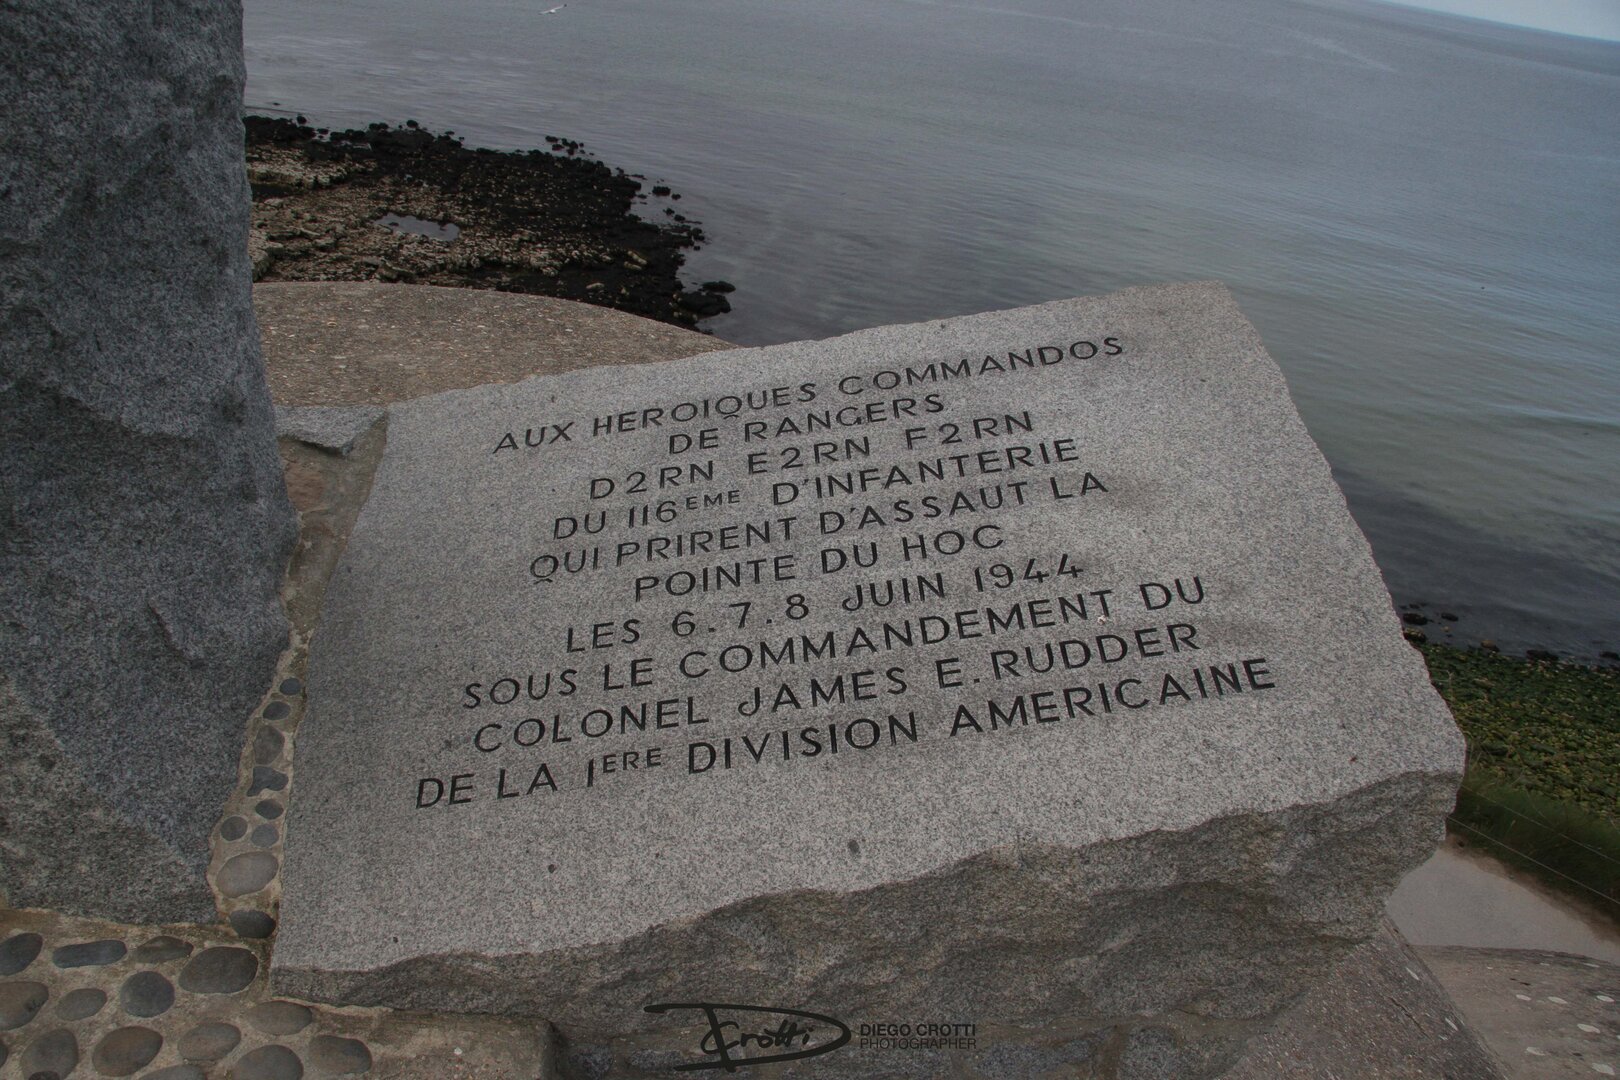 AUX HEROIQUES COMMANDOS
DE RANGERS
D2RN E2RN F2RN
DU 116EME D'INFANTERIE
QUI PRIRENT D'ASSAUT LA
POINTE DU HOC
LES 6.7.8 JUIN 1944
SOUS LE COMMANDEMENT DU
COLONEL JAMES E. RUDDER
DE LA 1ERE DIVISION AMERICAINE
Crotti
DIEGO CROTTI
PHOTOGRAPHER